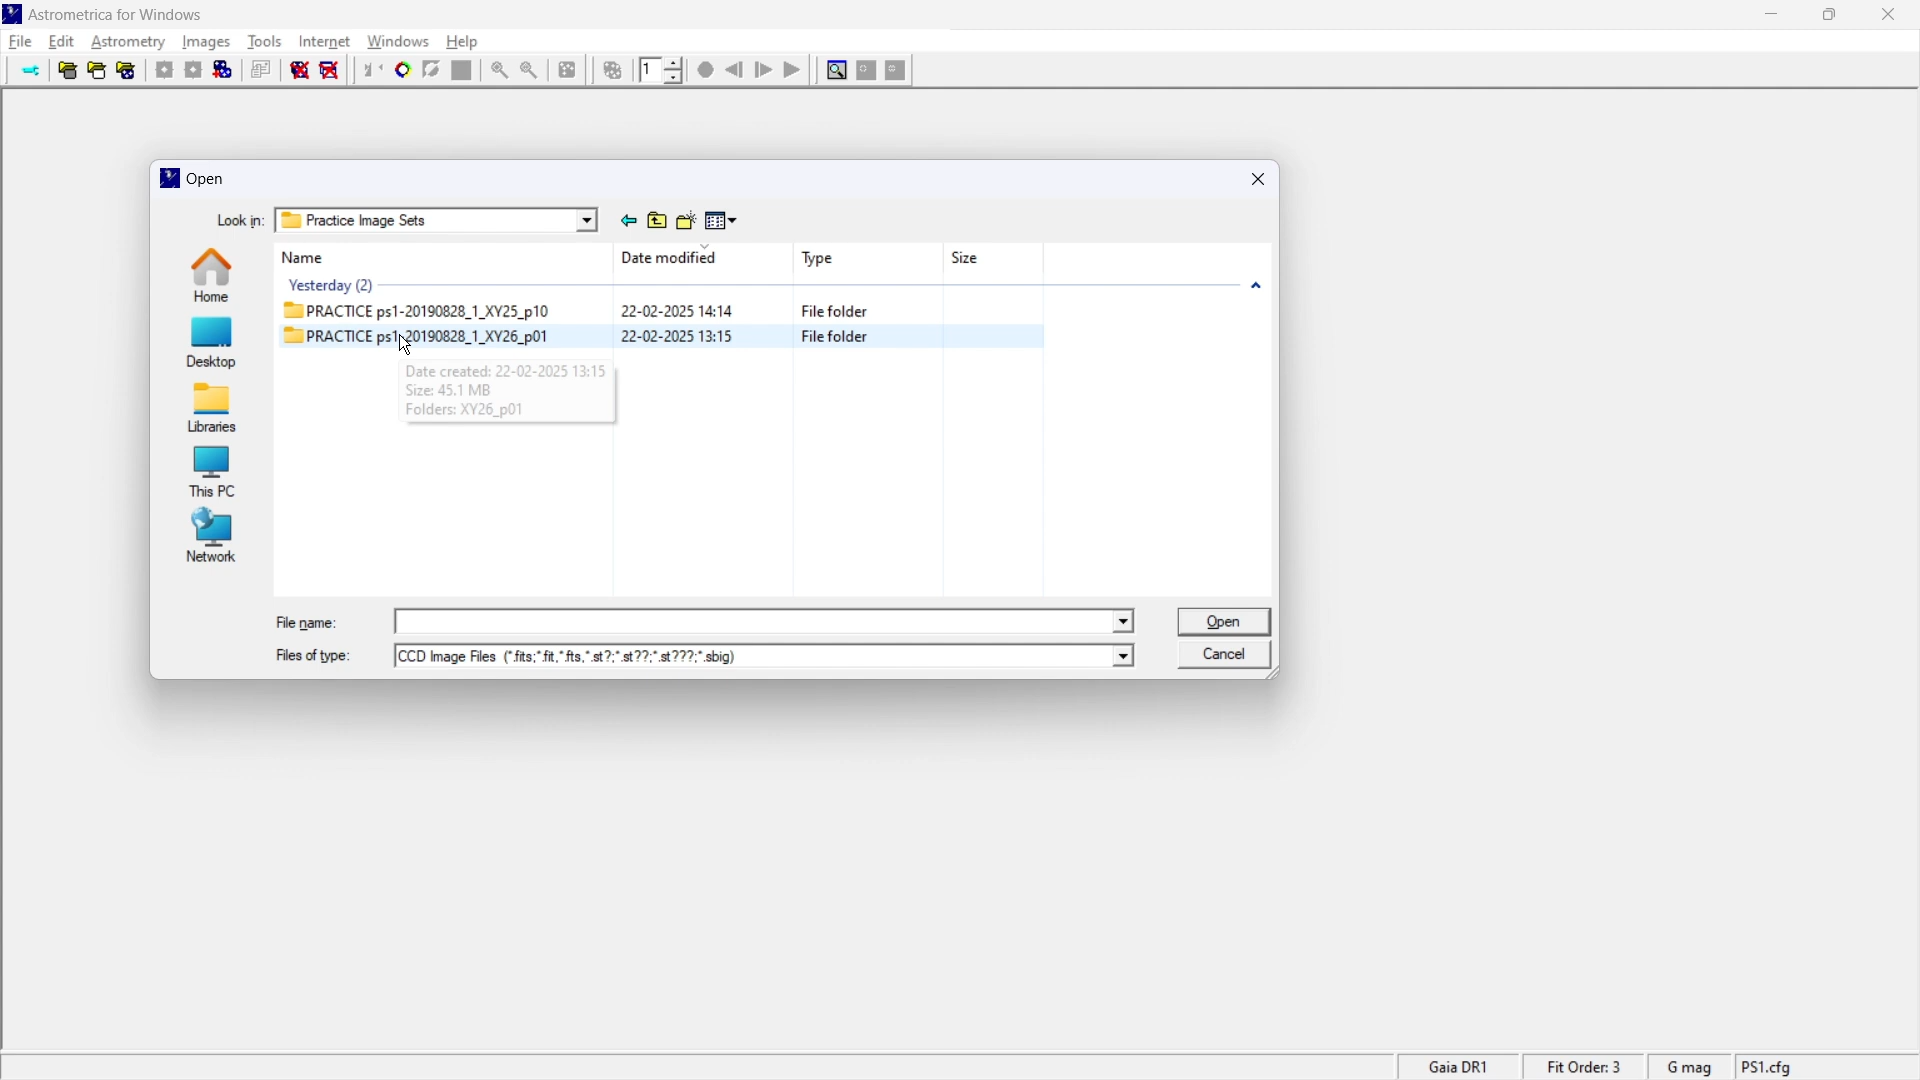 Astrometrica for Windows
File Edit Astrometry Images Tools Internet Windows Help
1
Open
Look in: Practice Image Sets
Home
Desktop
Libraries
This PC
Network
Name Date modified Type Size
Yesterday (2)
PRACTICE ps1-20190828_1_XY25_p10 22-02-2025 14:14 File folder
PRACTICE ps1-20190828_1_XY26_p01 22-02-2025 13:15 File folder
Date created: 22-02-2025 13:15
Size: 45.1 MB
Folders: XY26_p01
File name: Open
Files of type: CCD Image Files (*.fits;*.fit,*.fts,*.st?;*.st??;*.st???;*.sbig) Cancel
Gaia DR1 Fit Order: 3 G mag PS1.cfg